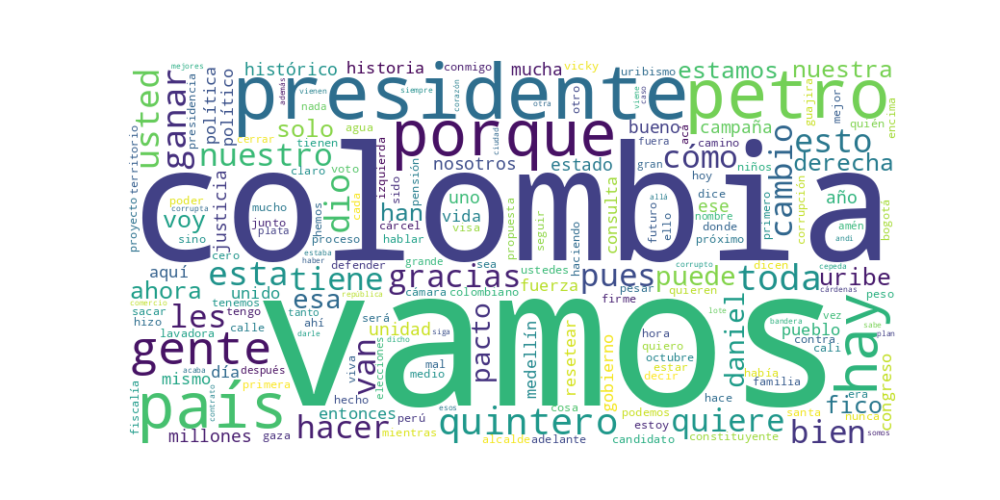 mejores
corrupto
histórico
historia
conmigo
mucha
vicky
uribismo
estamos
nuestra
usted
ganar
presidencia
política
político
además
vienen
siempre
corazón
presidente
otra
otro
viene
caso
petro
guajira
mejor
quién
encima
nada
cerrar
solo
agua
porque
ciudad
bueno
acá
campaña
fuera
camino
cómo
esto
proyecto
territorio
nuestro
tienen
claro
voto
izquierda
sido
pensión
nosotros
estado
gran
hoy
niños
cambio
derecha
colombia
poder
corrupta
voy
sino
justicia
mucho
junto
plata
cero
hemos
proceso
dio
cada
han
cárcel
hablar
uno
vida
visa
propuesta
seguir
haciendo
consulta
futuro
ello
allá
dice
ese
nombre
donde
próximo
primero
corrupción
año
amén
andi
bogotá
aquí
ahora
esta
estaba
haber
defender
tiene
grande
gracias
sea
ustedes
fuerza
pues
pesar
firme
quieren
puede
dicen
toda
cepeda
uribe
cárdenas
peso
comercio
sacar
hizo
tenemos
unido
esa
república
cámara
colombiano
vamos
les
tengo
lavadora
calle
tanto
ahí
será
darle
unidad
dicho
siga
pacto
medellín
resetear
gobierno
hora
quiero
octubre
estar
decir
lote
bandera
daniel
pueblo
contra
vez
cali
sabe
plan
hay
gente
mismo
día
acaba
después
primera
contrato
viva
mal
medio
elecciones
van
hace
había
familia
era
nunca
congreso
fiscalía
país
millones
gaza
entonces
hecho
perú
mientras
hacer
esos
quintero
alcalde
adelante
cosa
podemos
estoy
candidato
quiere
constituyente
santa
fico
bien
somos